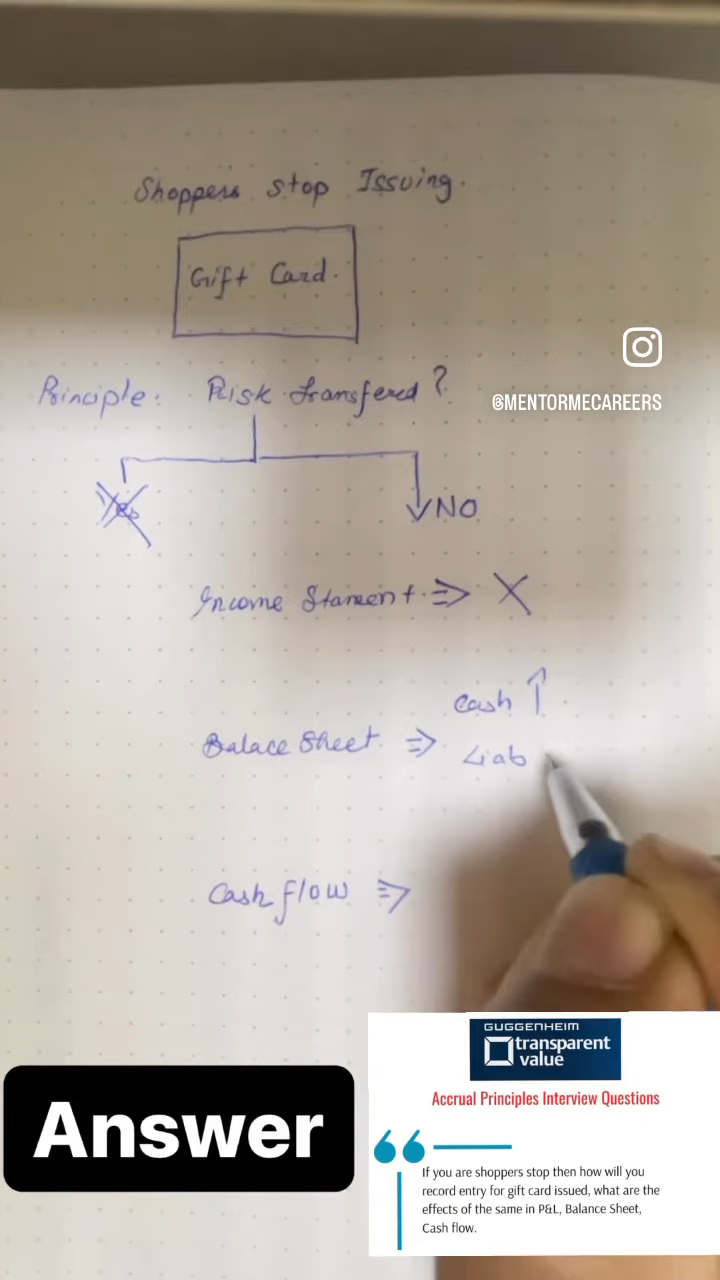 Shoppers stop Issuing.
Gift Card.
Principle: Risk transfered?
Yes
NO
Income Stament. ⇒ X
Cash ↑
Balace Sheet ⇒
Liab
Cash flow ⇒
@MENTORMECAREERS
Answer
GUGGENHEIM
transparent
value
Accrual Principles Interview Questions
If you are shoppers stop then how will you
record entry for gift card issued, what are the
effects of the same in P&L, Balance Sheet,
Cash flow.